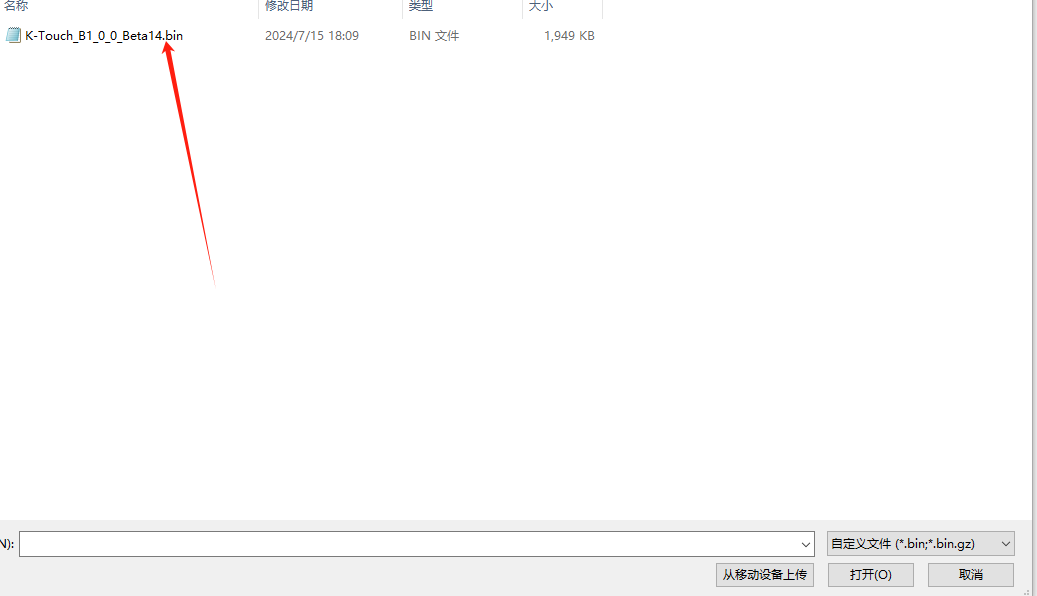 名称 修改日期 类型 大小
K-Touch_B1_0_0_Beta14.bin 2024/7/15 18:09 BIN 文件 1,949 KB
N): 自定义文件 (*.bin;*.bin.gz)
从移动设备上传 打开(O) 取消